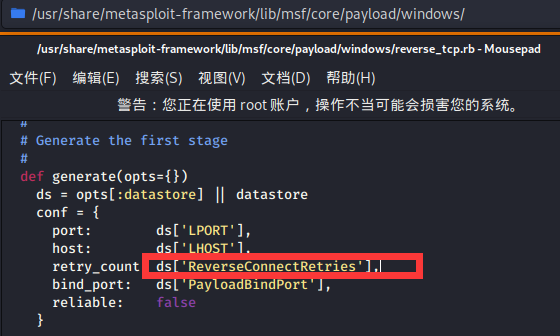 /usr/share/metasploit-framework/lib/msf/core/payload/windows/
/usr/share/metasploit-framework/lib/msf/core/payload/windows/reverse_tcp.rb - Mousepad
文件(F) 编辑(E) 搜索(S) 视图(V) 文档(D) 帮助(H)
警告：您正在使用 root 账户，操作不当可能会损害您的系统。
#
# Generate the first stage
#
def generate(opts={})
ds = opts[:datastore] || datastore
conf = {
port: ds['LPORT'],
host: ds['LHOST'],
retry_count: ds['ReverseConnectRetries'],
bind_port: ds['PayloadBindPort'],
reliable: false
}